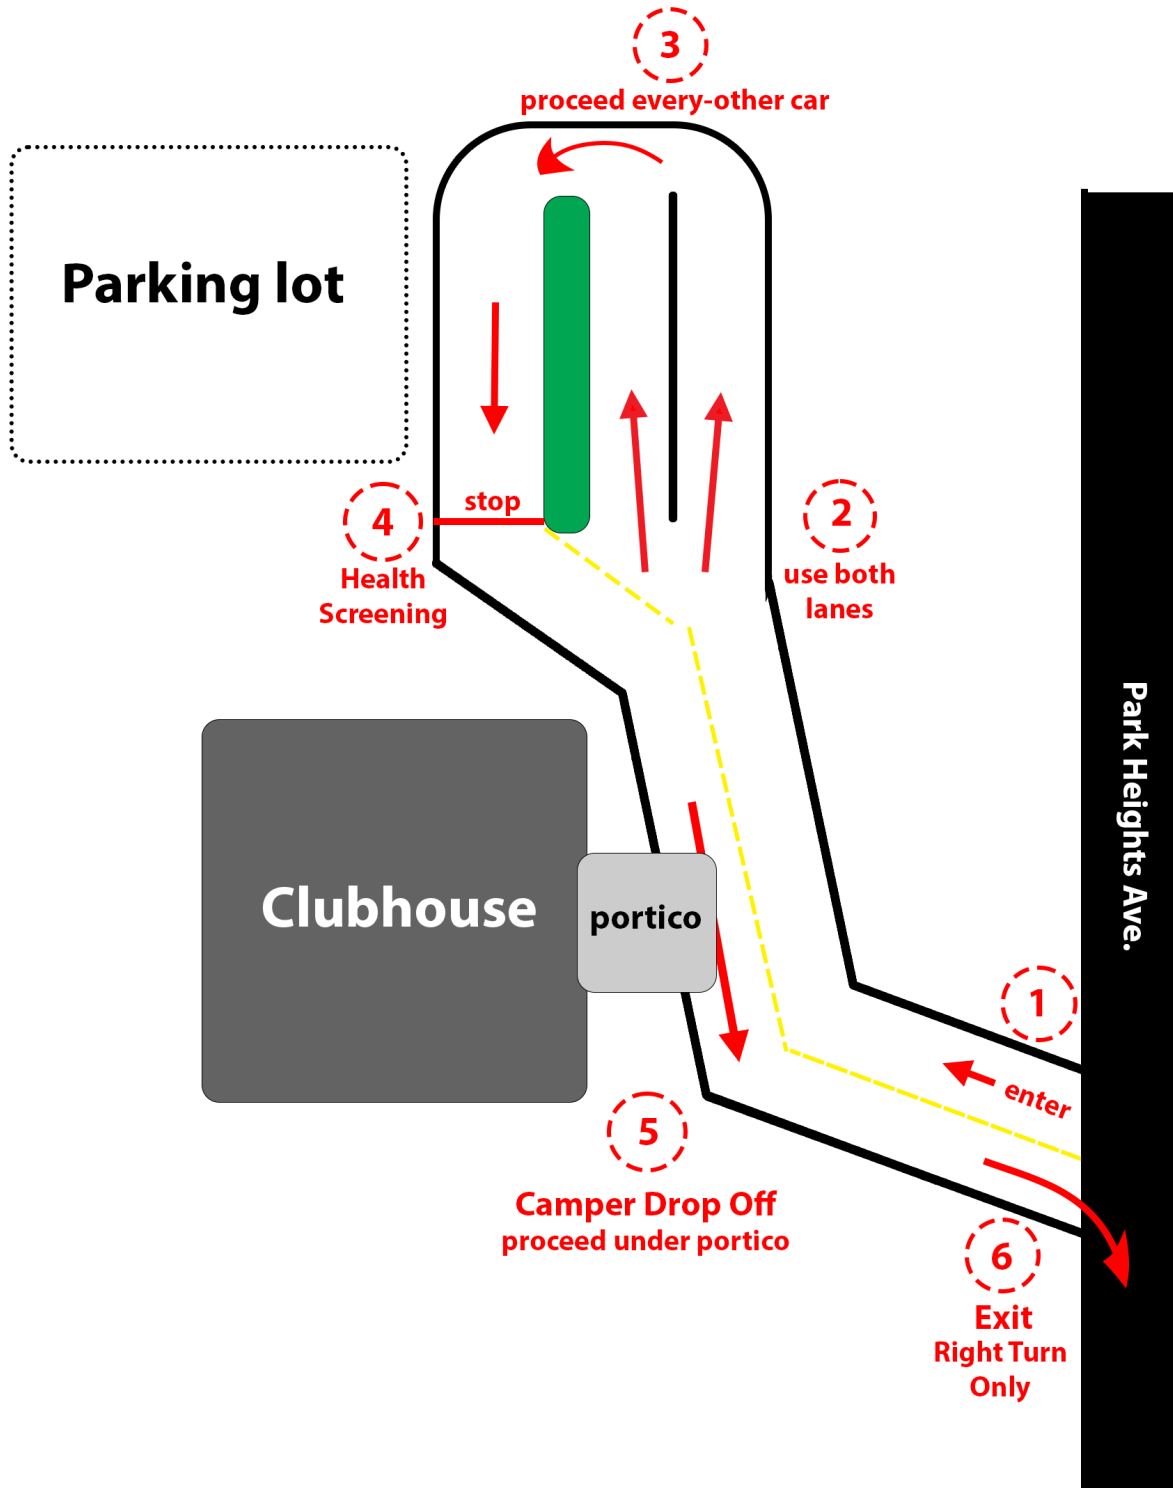 3
proceed every-other car
Parking lot
stop
4
Health
Screening
2
use both
lanes
Park Heights Ave.
Clubhouse
portico
1
enter
5
Camper Drop Off
proceed under portico
6
Exit
Right Turn
Only